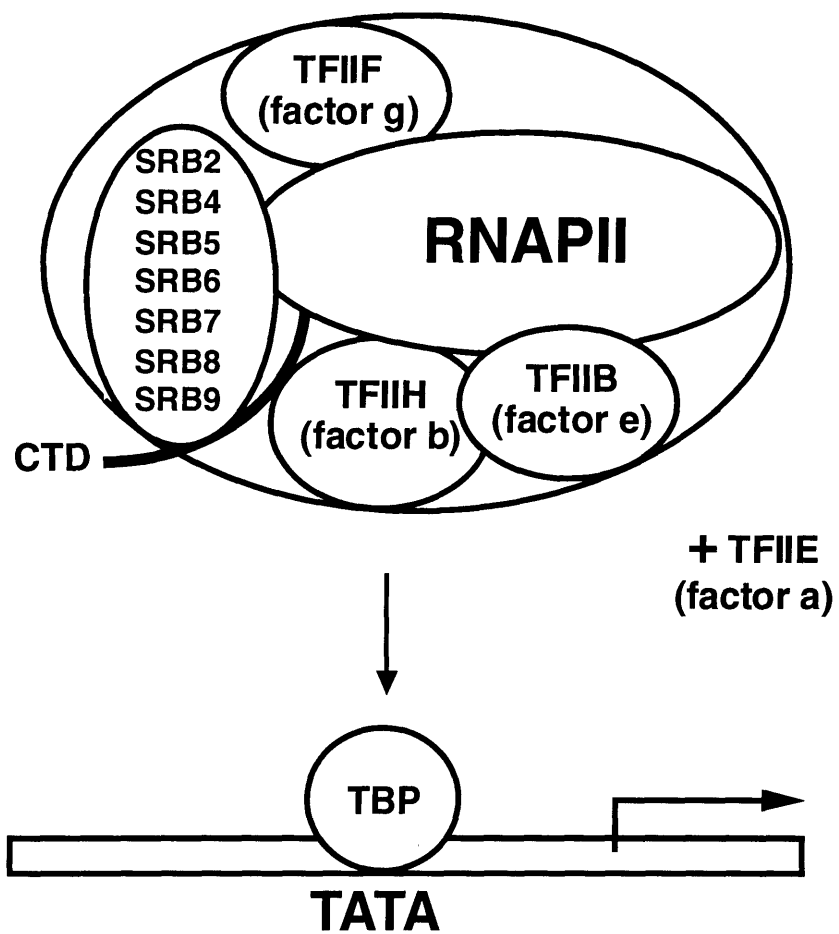 TFIIF
(factor g)
SRB2
SRB4
SRB5
SRB6
SRB7
SRB8
SRB9
RNAPII
TFIIH
(factor b)
TFIIB
(factor e)
CTD
+ TFIIE
(factor a)
TBP
TATA